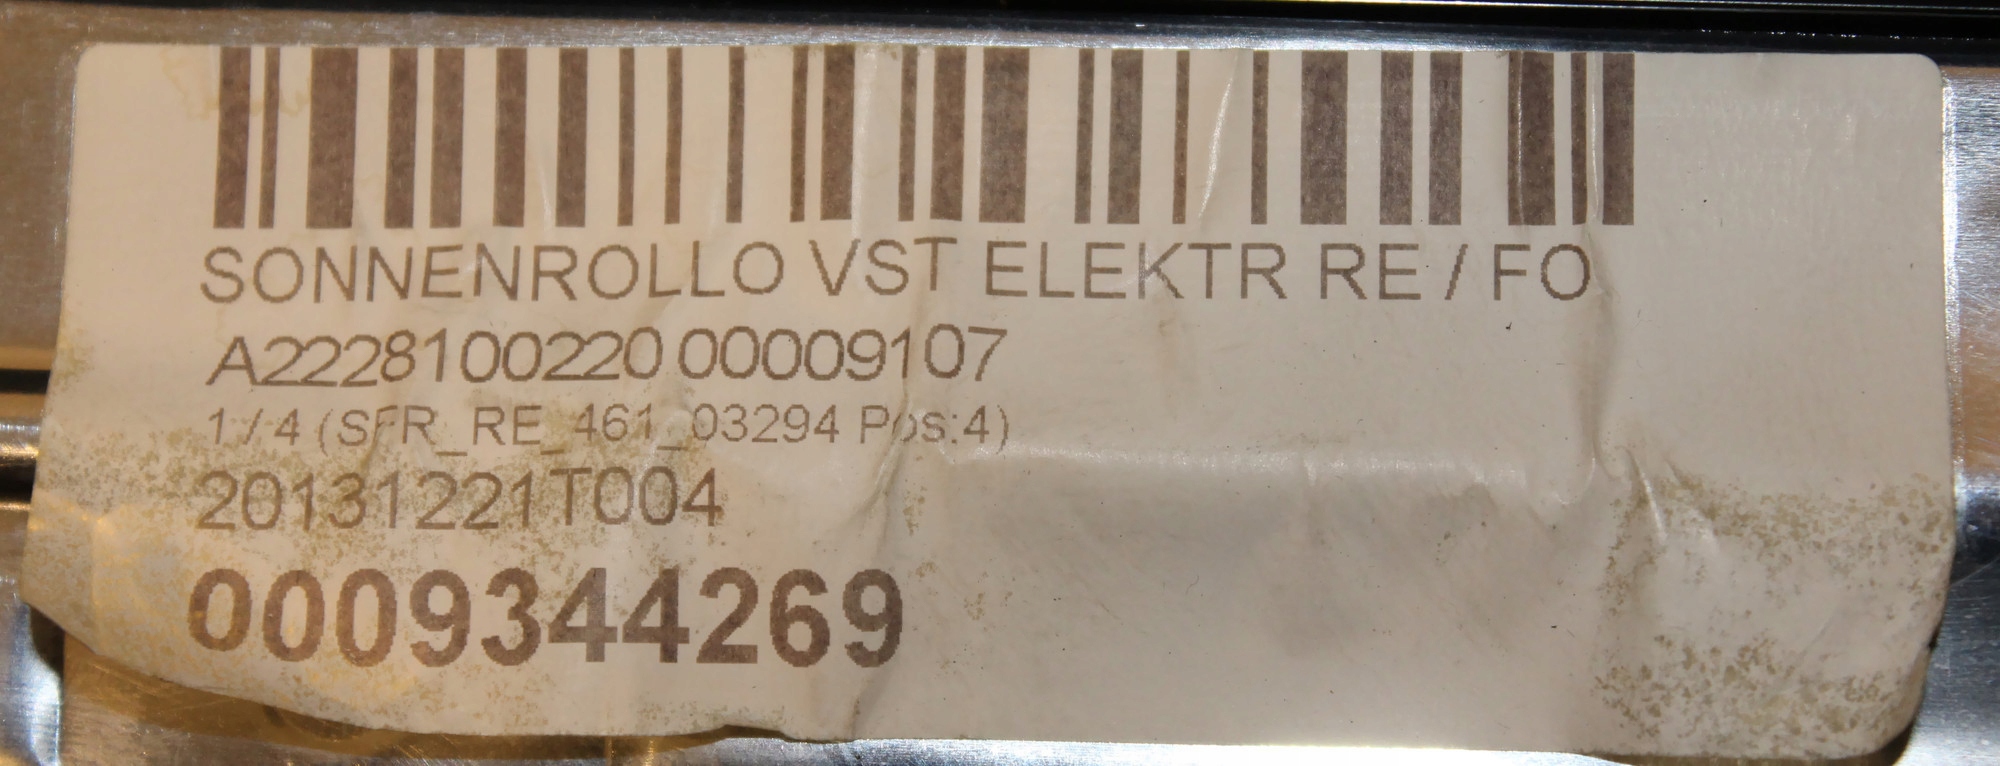 SONNENROLLO VST ELEKTR RE / FO
A2228100220 00009107
1 / 4 (SFR_RE_461_03294 Pos:4)
20131221T004
0009344269